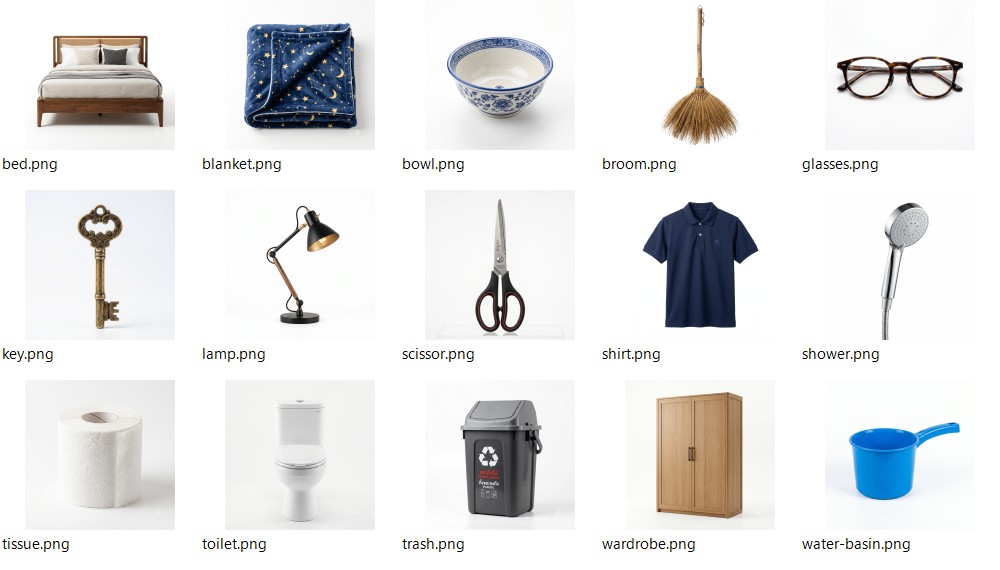 bed.png
blanket.png
bowl.png
broom.png
glasses.png
key.png
lamp.png
scissor.png
shirt.png
shower.png
tissue.png
toilet.png
trash.png
wardrobe.png
water-basin.png